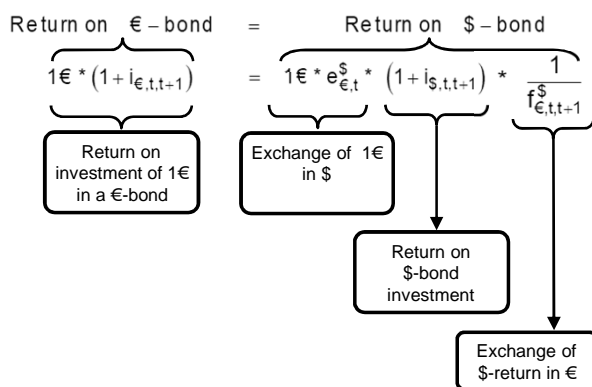 Return on €–bond = Return on $–bond
1€ * (1 + i€,t,t+1) = 1€ * e$€,t * (1 + i$,t,t+1) * 1/f$€,t,t+1
Return on
investment of 1€
in a €-bond
Exchange of 1€
in $
Return on
$-bond
investment
Exchange of
$-return in €